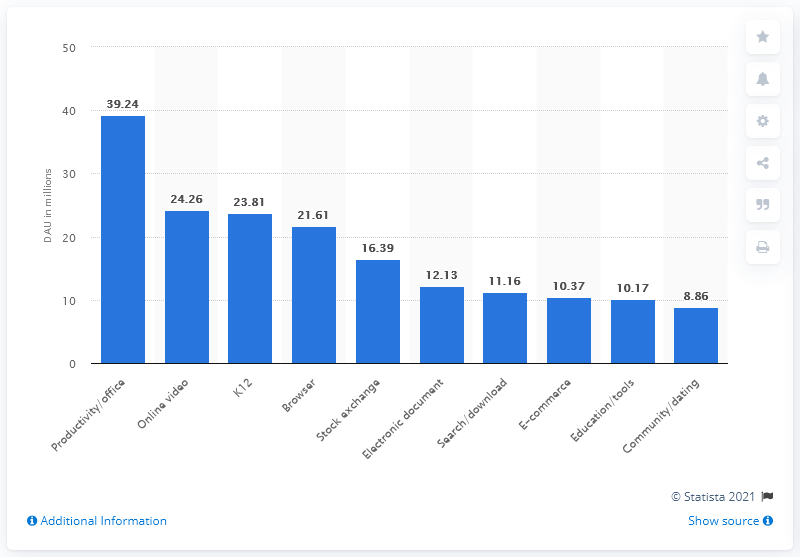 50
40
30
20
10
0
DAU in millions
39.24
24.26
23.81
21.61
16.39
12.13
11.16
10.37
10.17
8.86
Productivity/office
Online video
K12
Browser
Stock exchange
Electronic document
Search/download
E-commerce
Education/tools
Community/dating
© Statista 2021
Additional Information
Show source